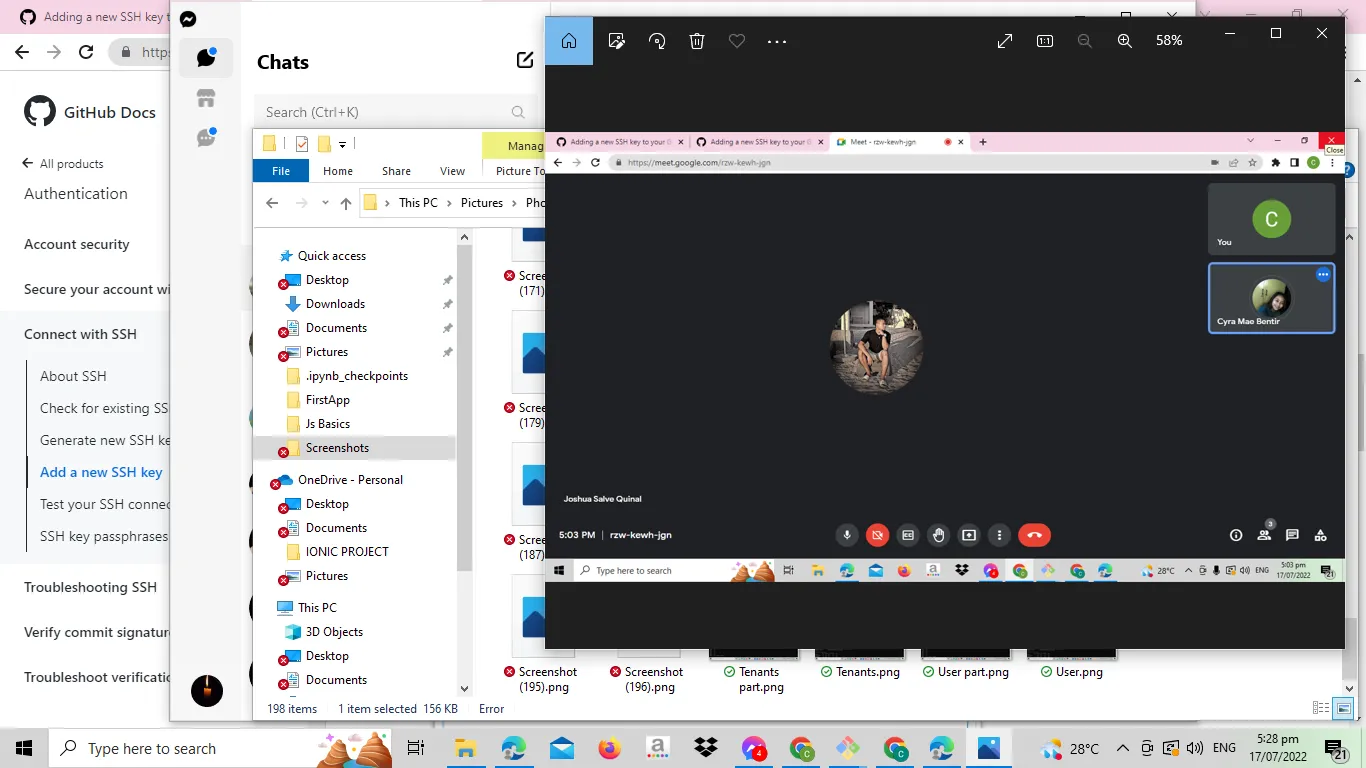 Adding a new SSH key t
https
GitHub Docs
All products
Authentication
Account security
Secure your account wi
Connect with SSH
About SSH
Check for existing SS
Generate new SSH ke
Add a new SSH key
Test your SSH connec
SSH key passphrases
Troubleshooting SSH
Verify commit signatur
Troubleshoot verificatio
Chats
Search (Ctrl+K)
Manag
File
Home
Share
View
Picture To
This PC
Pictures
Pho
Quick access
Desktop
Downloads
Documents
Pictures
.ipynb_checkpoints
FirstApp
Js Basics
Screenshots
OneDrive - Personal
Desktop
Documents
IONIC PROJECT
Pictures
This PC
3D Objects
Desktop
Documents
Scree
(171)
Scree
(179)
Scree
(187)
Screenshot
(195).png
Screenshot
(196).png
Tenants
part.png
Tenants.png
User part.png
User.png
198 items
1 item selected 156 KB
Error
1:1
58%
Adding a new SSH key to your G
Adding a new SSH key to your G
Meet - rzw-kewh-jgn
Close
https://meet.google.com/rzw-kewh-jgn
C
C
You
Cyra Mae Bentir
Joshua Salve Quinal
5:03 PM | rzw-kewh-jgn
3
Type here to search
28°C
ENG
5:03 pm
17/07/2022
21
Type here to search
a
4
C
C
28°C
ENG
5:28 pm
17/07/2022
21